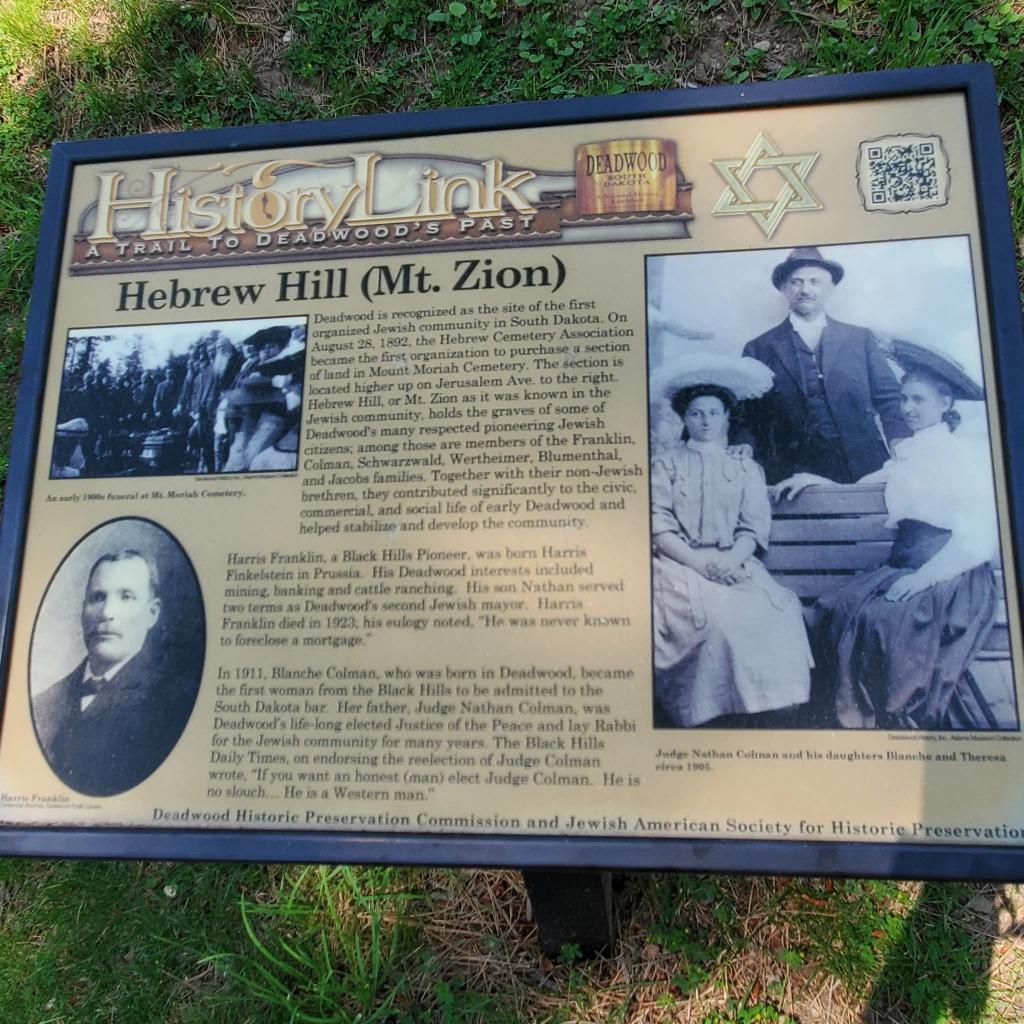 HistoryLink
A Trail To Deadwood's Past
DEADWOOD
SOUTH
DAKOTA
Hebrew Hill (Mt. Zion)
Deadwood is recognized as the site of the first
organized Jewish community in South Dakota. On
August 28, 1892, the Hebrew Cemetery Association
became the first organization to purchase a section
of land in Mount Moriah Cemetery. The section is
located higher up on Jerusalem Ave. to the right.
Hebrew Hill, or Mt. Zion as it was known in the
Jewish community, holds the graves of some of
Deadwood's many respected pioneering Jewish
citizens; among those are members of the Franklin,
Colman, Schwarzwald, Wertheimer, Blumenthal,
and Jacobs families. Together with their non-Jewish
brethren, they contributed significantly to the civic,
commercial, and social life of early Deadwood and
helped stabilize and develop the community.
Deadwood History, Inc., Adams Museum Collection
An early 1900s funeral at Mt. Moriah Cemetery.
Harris Franklin, a Black Hills Pioneer, was born Harris
Finkelstein in Prussia. His Deadwood interests included
mining, banking and cattle ranching. His son Nathan served
two terms as Deadwood's second Jewish mayor. Harris
Franklin died in 1923; his eulogy noted, "He was never known
to foreclose a mortgage."
In 1911, Blanche Colman, who was born in Deadwood, became
the first woman from the Black Hills to be admitted to the
South Dakota bar. Her father, Judge Nathan Colman, was
Deadwood's life-long elected Justice of the Peace and lay Rabbi
for the Jewish community for many years. The Black Hills
Daily Times, on endorsing the reelection of Judge Colman
wrote, "If you want an honest (man) elect Judge Colman. He is
no slouch... He is a Western man."
Harris Franklin
Deadwood History, Inc., Adams Museum Collection
Judge Nathan Colman and his daughters Blanche and Theresa
circa 1905.
Deadwood Historic Preservation Commission and Jewish American Society for Historic Preservation